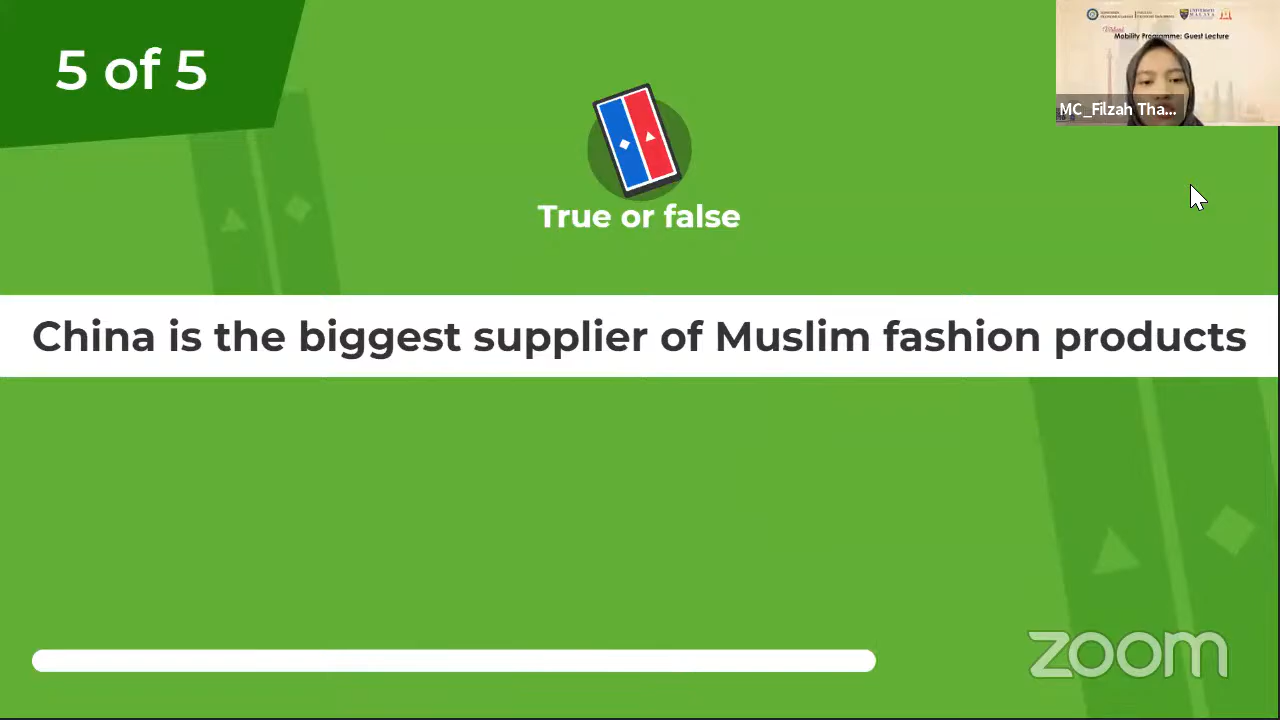 5 of 5
Mobility Programme: Guest Lecture
MC_Filzah Tha...
True or false
China is the biggest supplier of Muslim fashion products
zoom